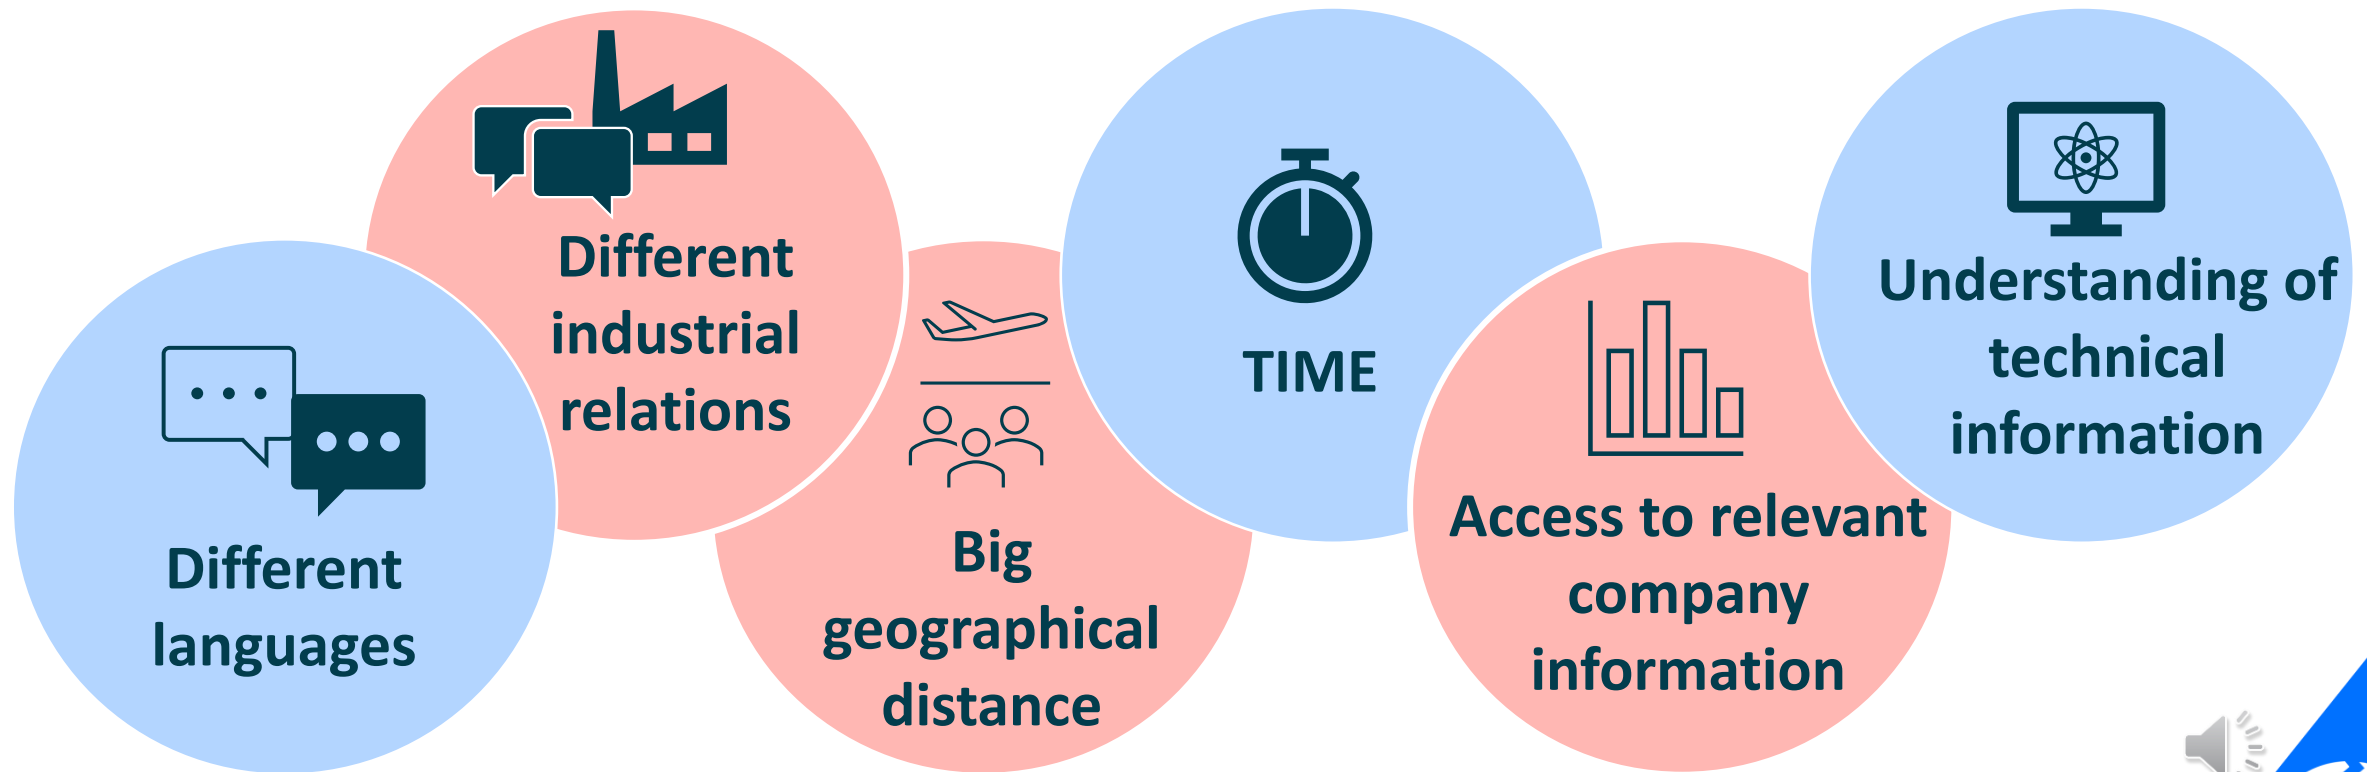 Different
languages
Different
industrial
relations
Big
geographical
distance
TIME
Access to relevant
company
information
Understanding of
technical
information